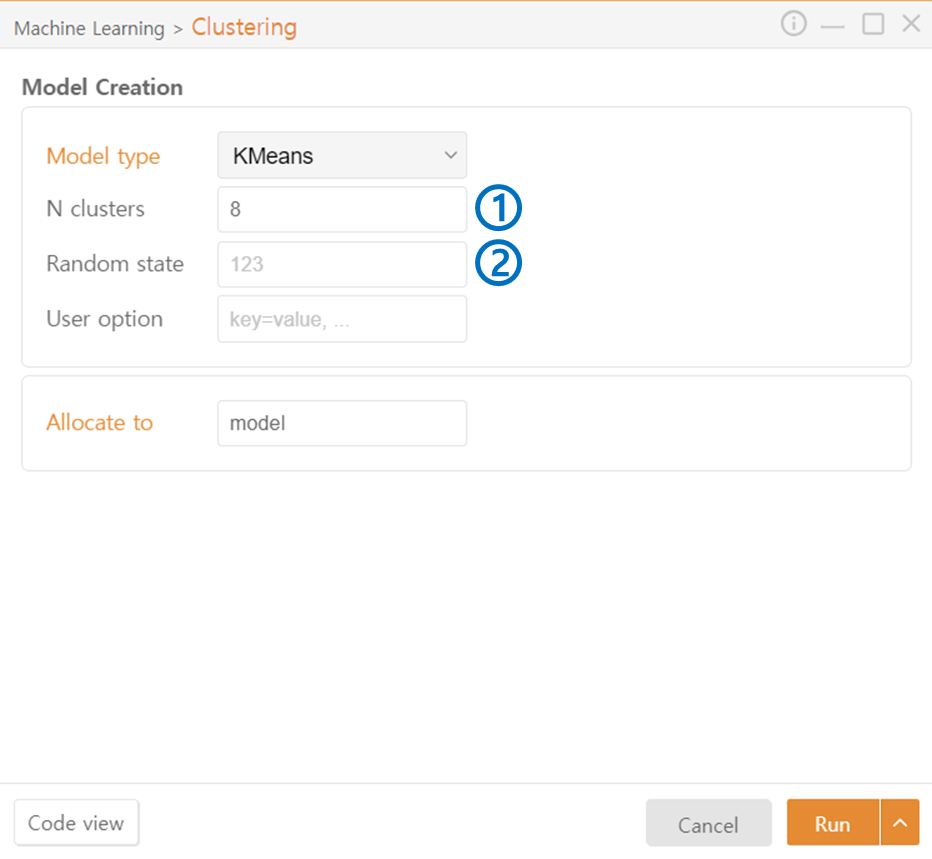 Machine Learning > Clustering
Model Creation
Model type KMeans
N clusters 8 ①
Random state 123 ②
User option key=value, ...
Allocate to model
Code view Cancel Run